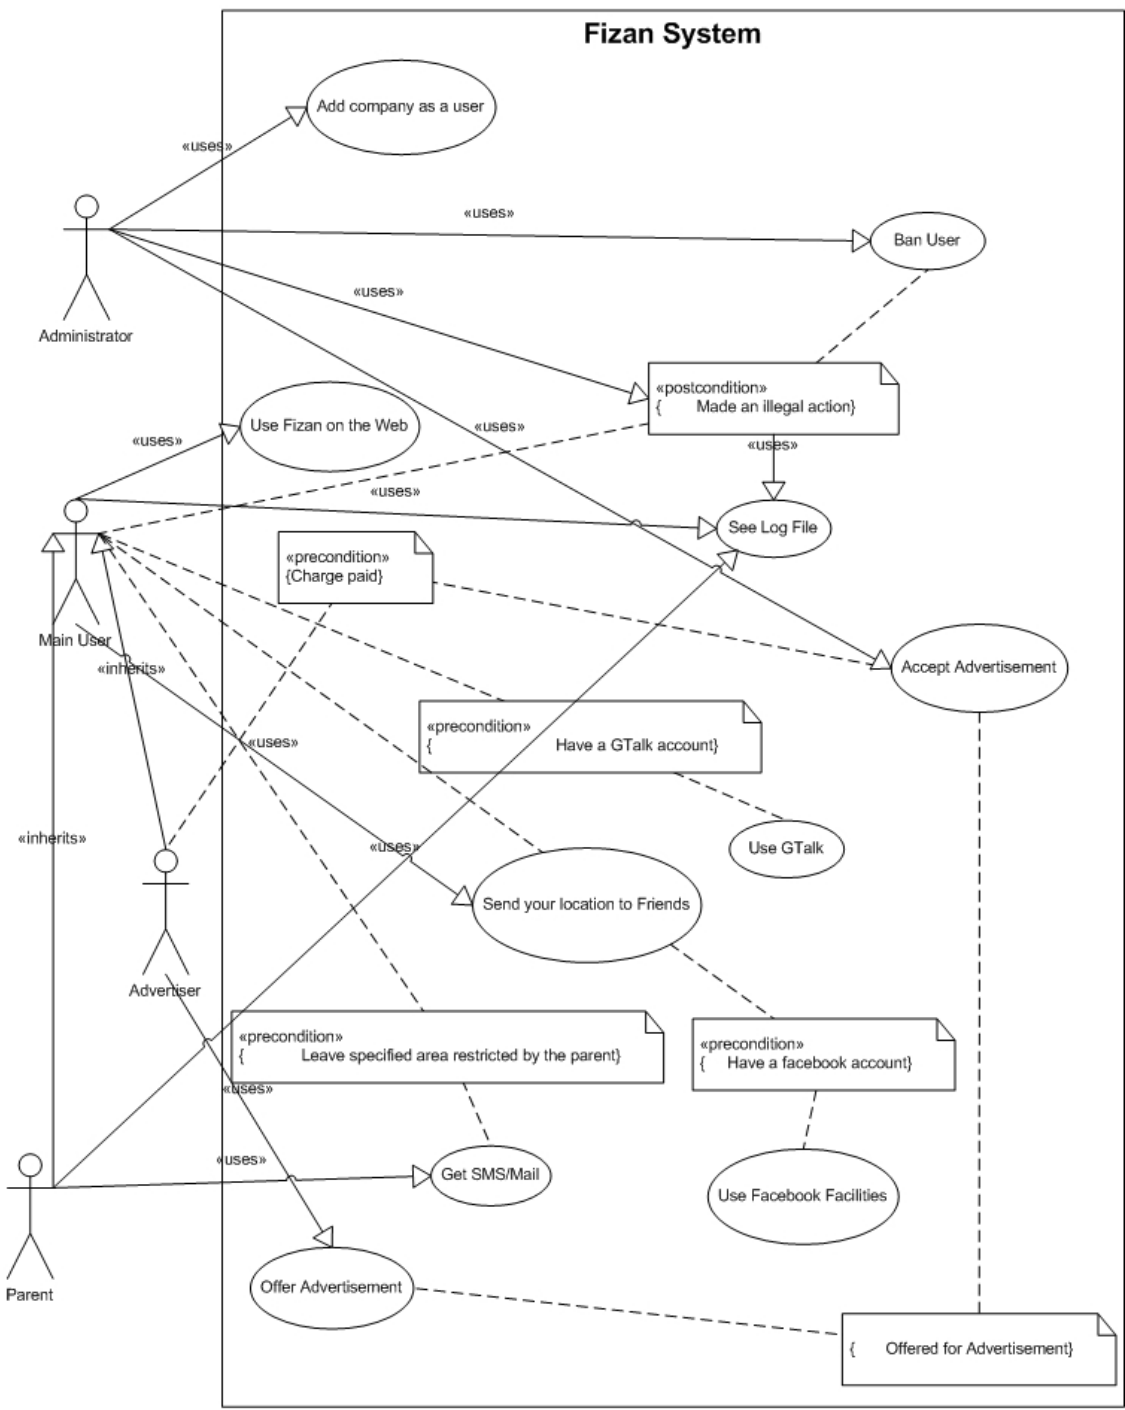 Fizan System
Add company as a user
«uses»
«uses»
Ban User
«uses»
Administrator
«postcondition»
{ Made an illegal action}
Use Fizan on the Web
«uses»
«uses»
«uses»
«uses»
See Log File
«precondition»
{Charge paid}
Main User
«inherits»
Accept Advertisement
«precondition»
{ Have a GTalk account}
«uses»
«inherits»
«uses»
Use GTalk
Send your location to Friends
Advertiser
«precondition»
{ Leave specified area restricted by the parent}
«precondition»
{ Have a facebook account}
«uses»
«uses»
Get SMS/Mail
Use Facebook Facilities
Parent
Offer Advertisement
{ Offered for Advertisement}